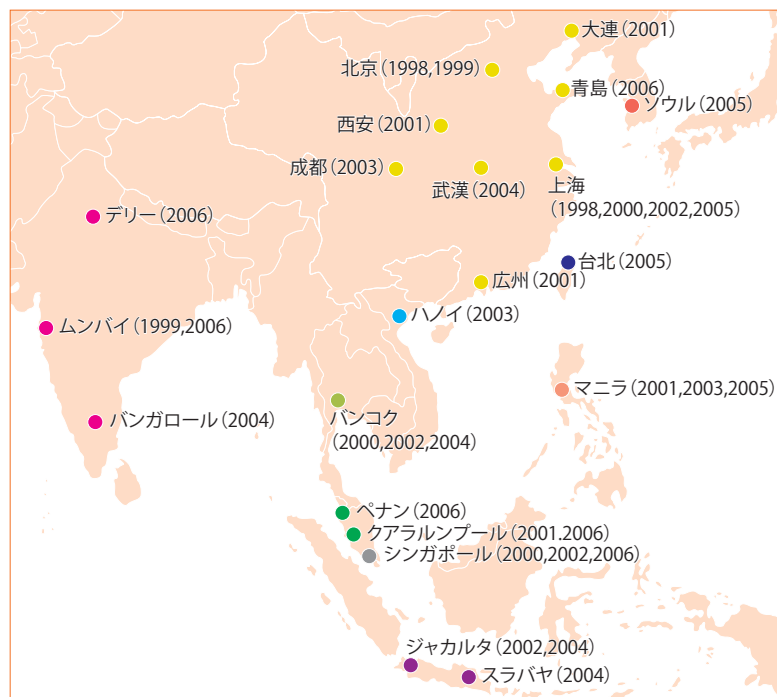 大連(2001)
北京(1998,1999)
青島(2006)
ソウル(2005)
西安(2001)
成都(2003)
武漢(2004)
上海
(1998,2000,2002,2005)
デリー(2006)
台北(2005)
広州(2001)
ハノイ(2003)
ムンバイ(1999,2006)
マニラ(2001,2003,2005)
バンガロール(2004)
バンコク
(2000,2002,2004)
ペナン(2006)
クアラルンプール(2001.2006)
シンガポール(2000,2002,2006)
ジャカルタ(2002,2004)
スラバヤ(2004)